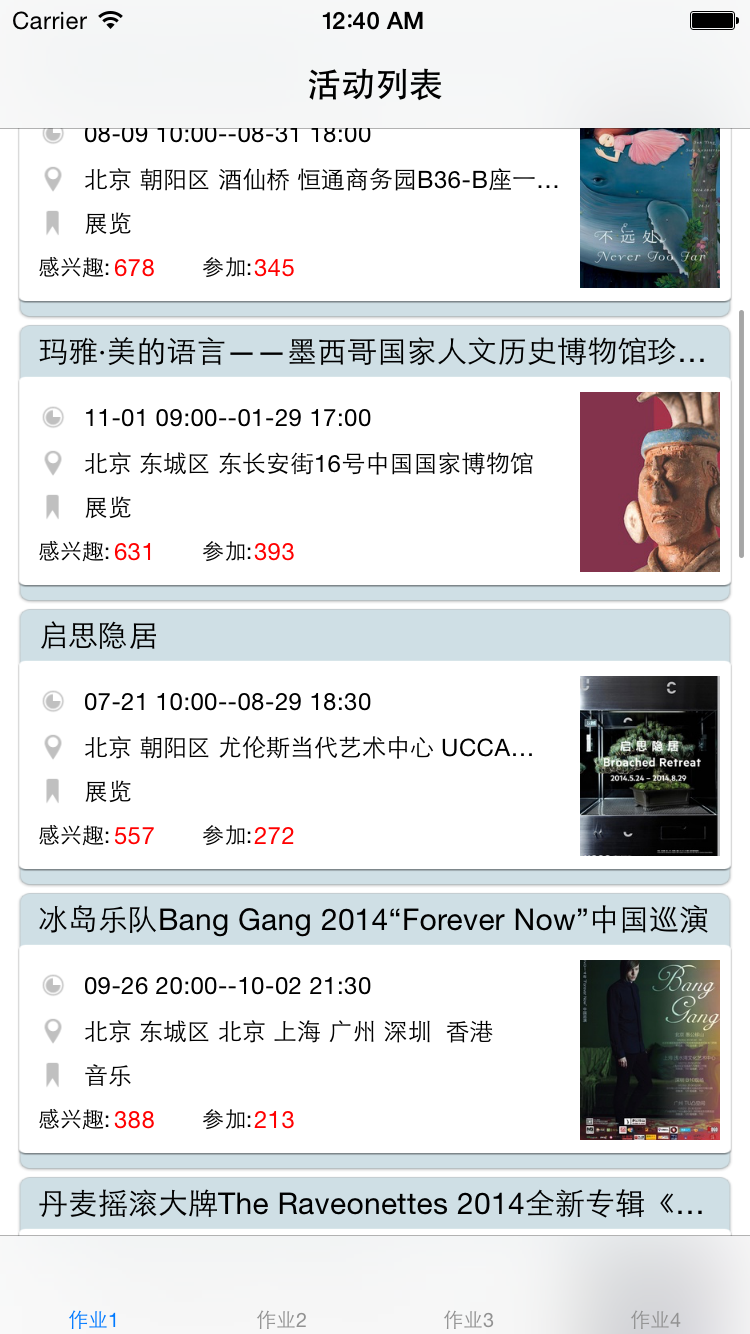 Carrier 12:40 AM
活动列表
08-09 10:00--08-31 18:00
北京 朝阳区 酒仙桥 恒通商务园B36-B座一...
展览
感兴趣:678 参加:345
不远处
Never Too Far
玛雅·美的语言——墨西哥国家人文历史博物馆珍...
11-01 09:00--01-29 17:00
北京 东城区 东长安街16号中国国家博物馆
展览
感兴趣:631 参加:393
启思隐居
07-21 10:00--08-29 18:30
北京 朝阳区 尤伦斯当代艺术中心 UCCA...
展览
感兴趣:557 参加:272
启思隐居
Broached Retreat
2014.5.24 – 2014.8.29
冰岛乐队Bang Gang 2014“Forever Now”中国巡演
09-26 20:00--10-02 21:30
北京 东城区 北京 上海 广州 深圳  香港
音乐
感兴趣:388 参加:213
Bang
Gang
丹麦摇滚大牌The Raveonettes 2014全新专辑《...
作业1 作业2 作业3 作业4